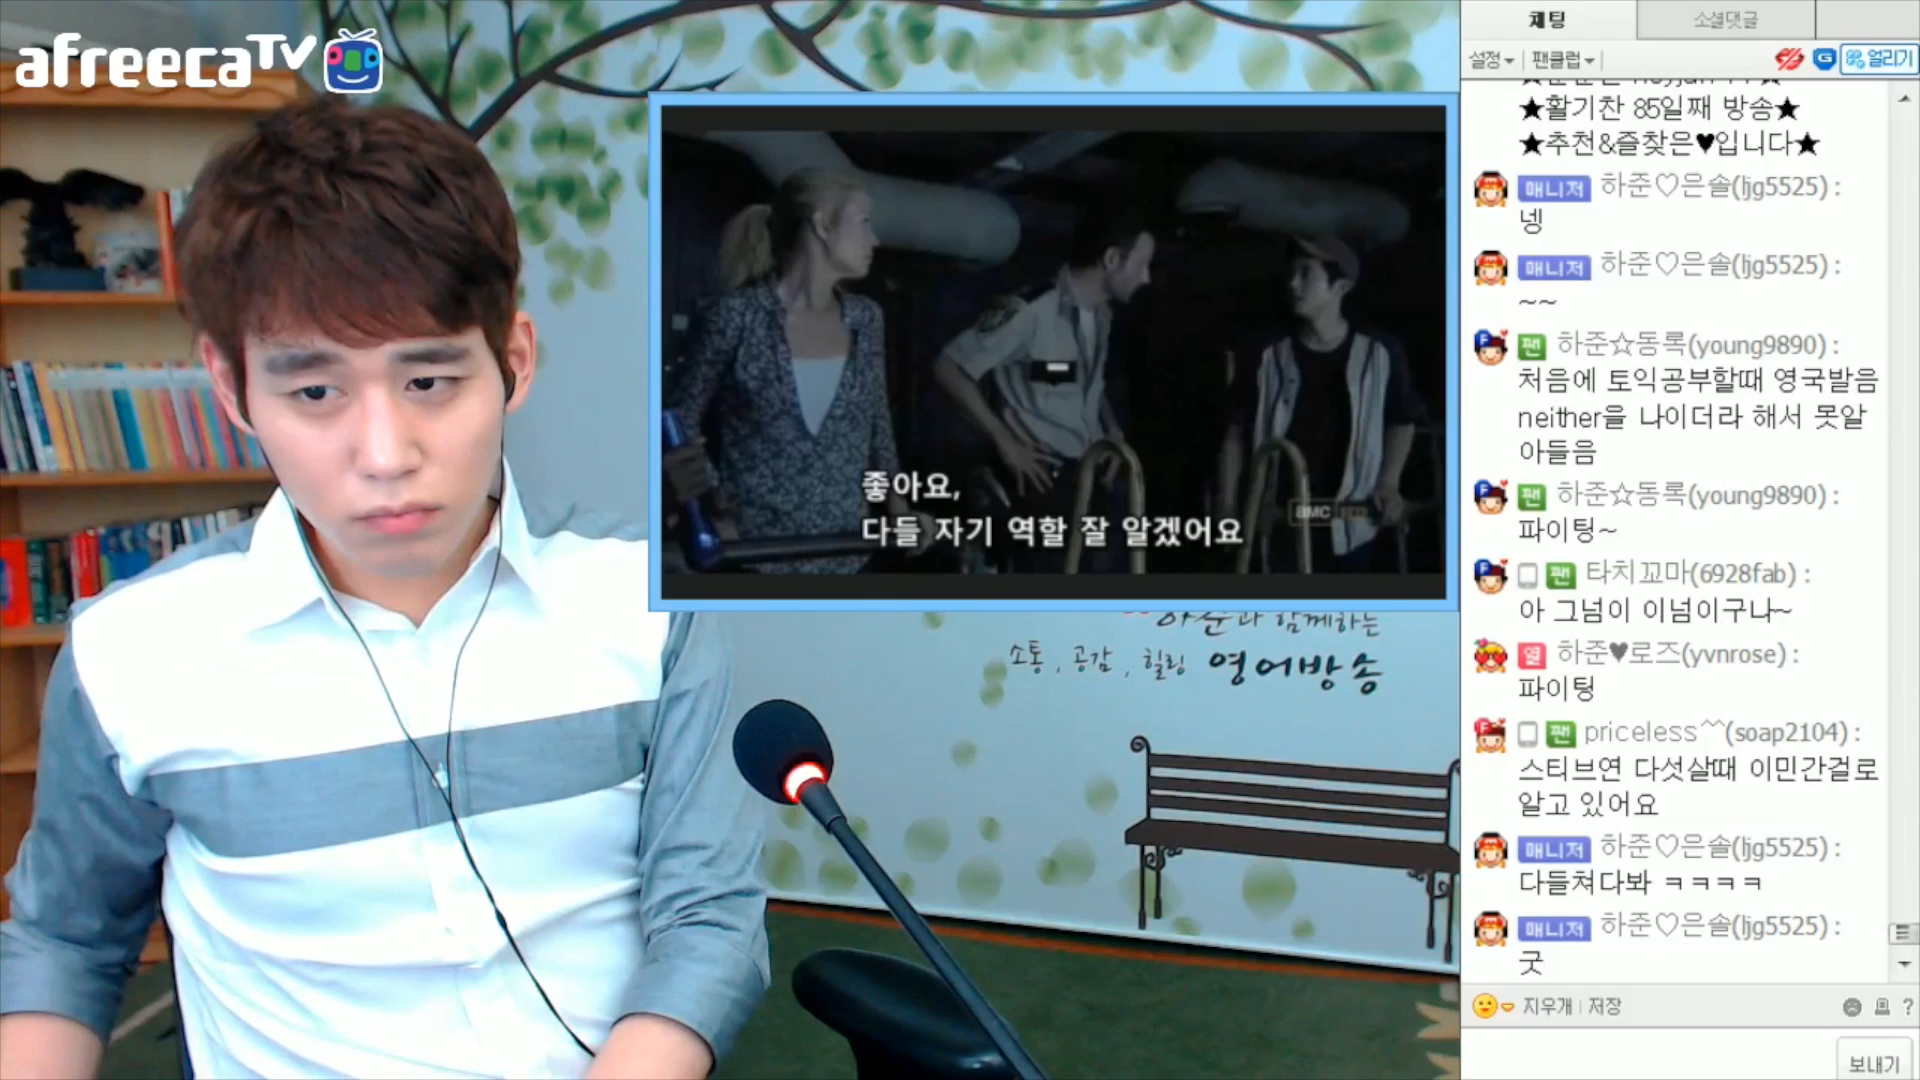 afreecaTV
좋아요,
다들 자기 역할 잘 알겠어요
AMC
하준과 함께하는
소통, 공감, 힐링 영어방송
채팅
소셜댓글
설정
팬클럽
열리기
★활기찬 85일째 방송★
★추천&즐찾은♥입니다★
매니저 하준♡은솔(ljg5525) :
넹
매니저 하준♡은솔(ljg5525) :
~~
팬 하준☆동록(young9890) :
처음에 토익공부할때 영국발음
neither을 나이더라 해서 못알
아들음
팬 하준☆동록(young9890) :
파이팅~
팬 타치꼬마(6928fab) :
아 그넘이 이넘이구나~
열 하준♥로즈(yvnrose) :
파이팅
팬 priceless^^(soap2104) :
스티브연 다섯살때 이민간걸로
알고 있어요
매니저 하준♡은솔(ljg5525) :
다들쳐다봐 ㅋㅋㅋㅋ
매니저 하준♡은솔(ljg5525) :
굿
지우개 | 저장
?
보내기